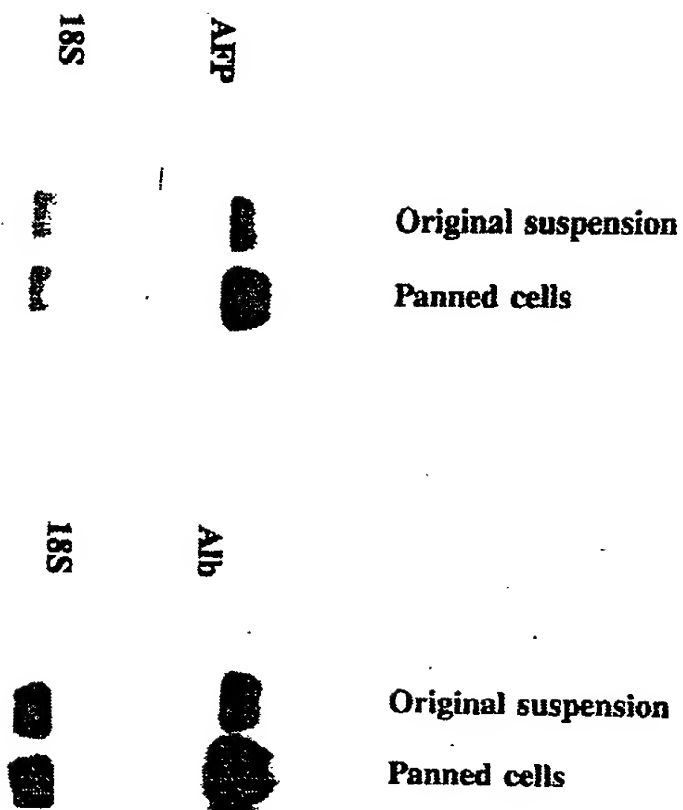 18S AFP
Original suspension
Panned cells
18S Alb
Original suspension
Panned cells